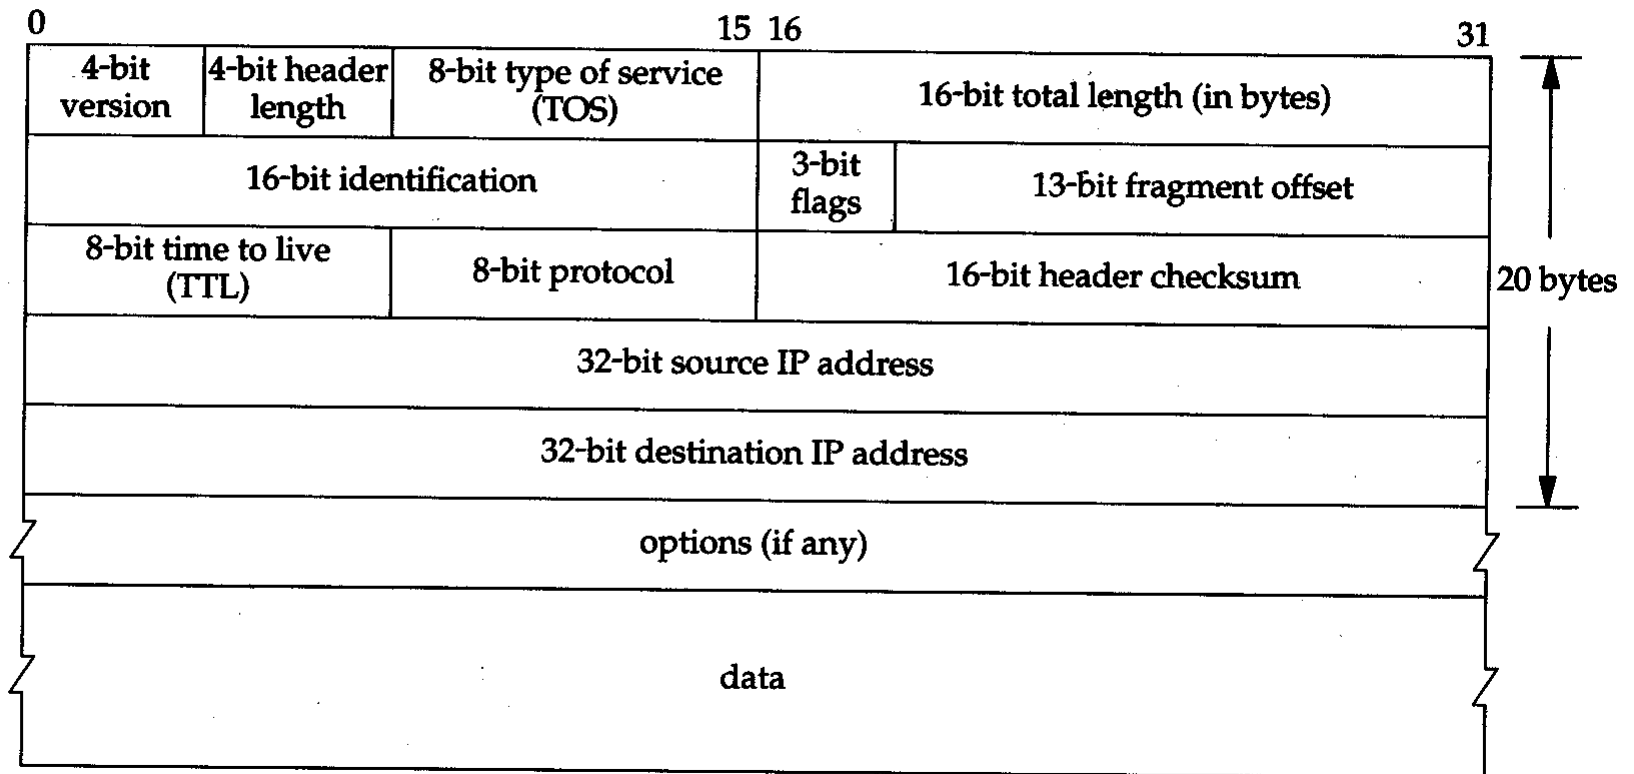 0
15 16
31
4-bit
version
4-bit header
length
8-bit type of service
(TOS)
16-bit total length (in bytes)
16-bit identification
3-bit
flags
13-bit fragment offset
8-bit time to live
(TTL)
8-bit protocol
16-bit header checksum
20 bytes
32-bit source IP address
32-bit destination IP address
options (if any)
data